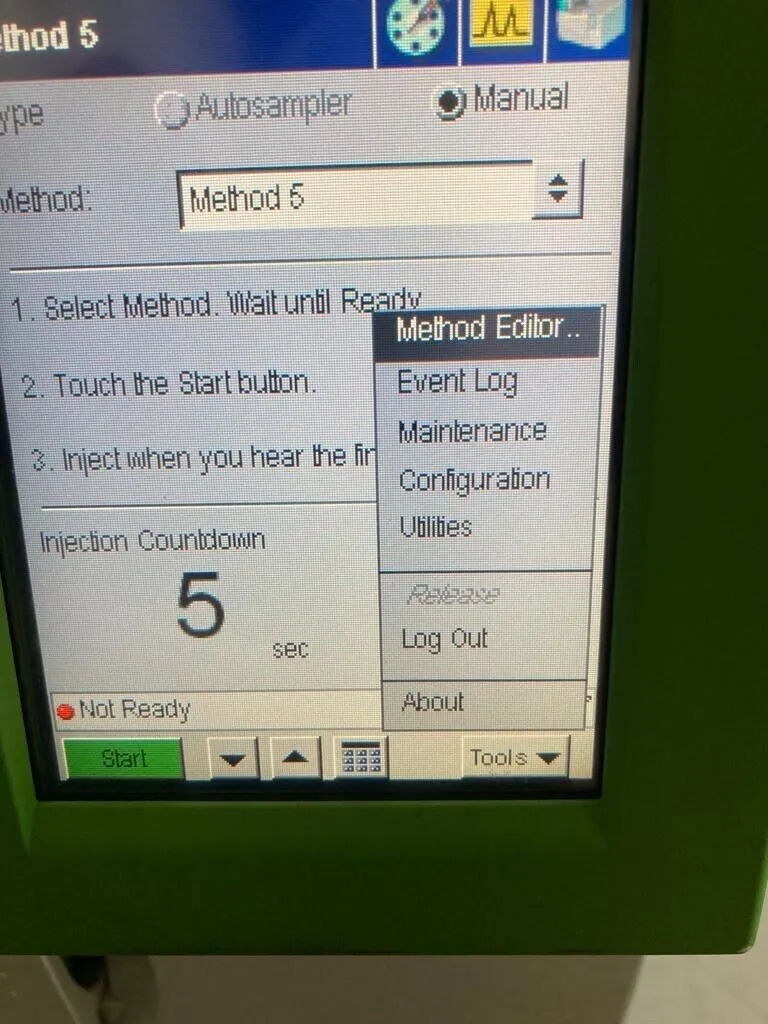 ethod 5
ype Autosampler Manual
Method: Method 5
1. Select Method. Wait until Ready
2. Touch the Start button.
3. Inject when you hear the fir
Injection Countdown
5
sec
Not Ready
Start
Tools
Method Editor..
Event Log
Maintenance
Configuration
Utilities
Release
Log Out
About